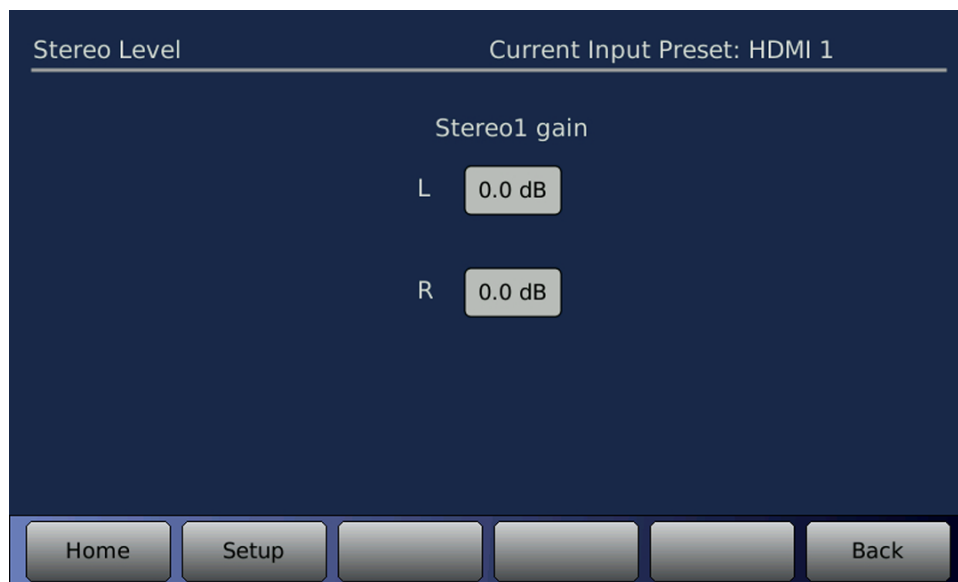 Stereo Level
Current Input Preset: HDMI 1
Stereo1 gain
L 0.0 dB
R 0.0 dB
Home Setup Back